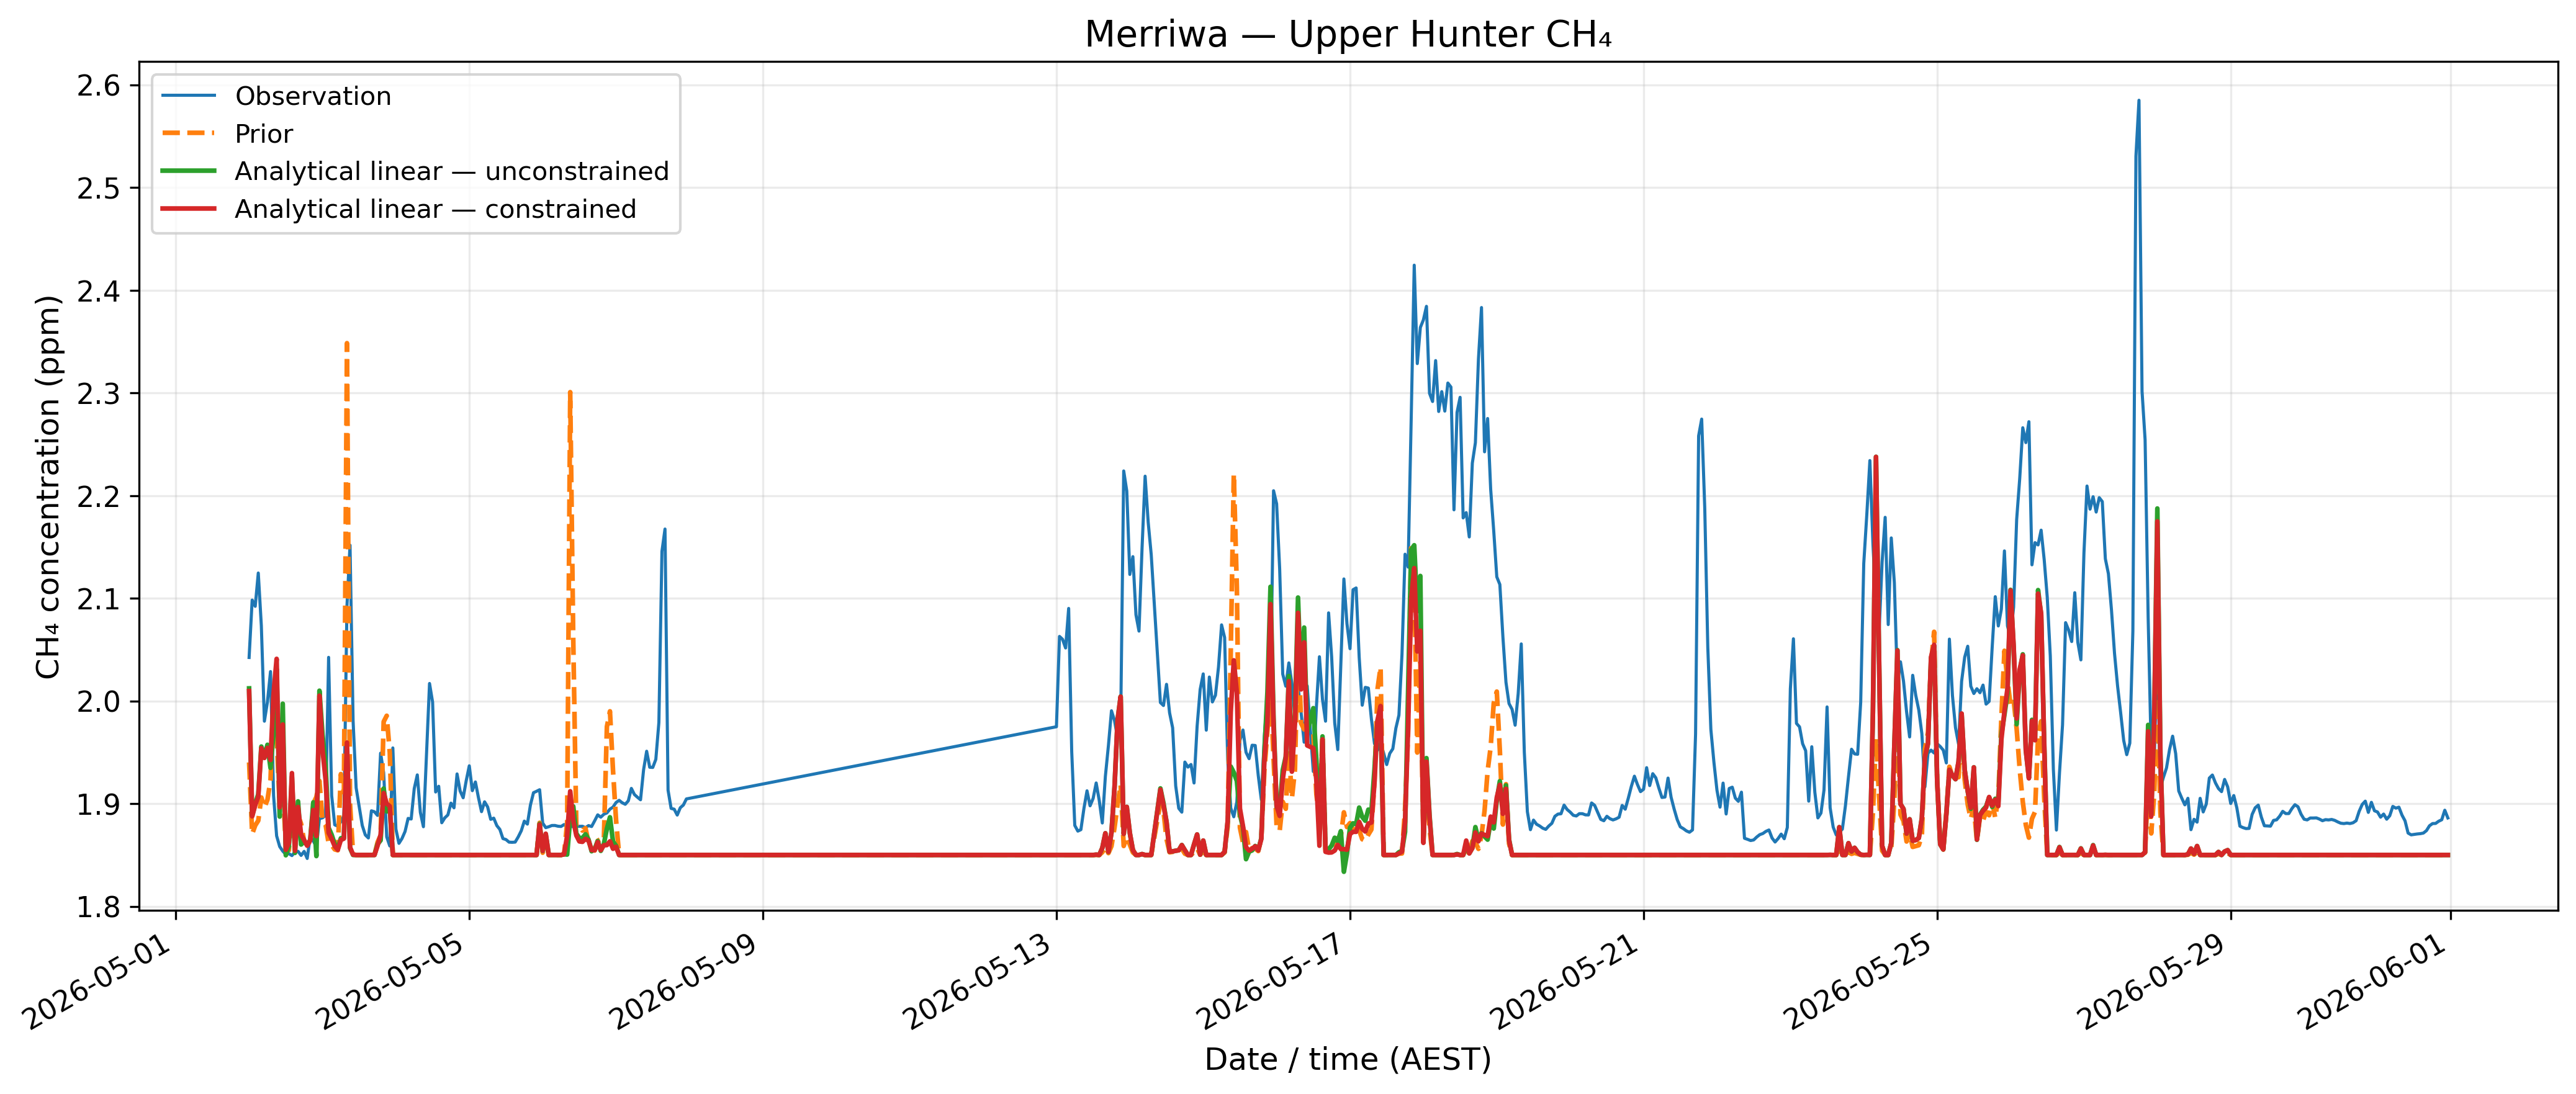 Merriwa — Upper Hunter CH₄
Observation
Prior
Analytical linear — unconstrained
Analytical linear — constrained
CH₄ concentration (ppm)
2.6
2.5
2.4
2.3
2.2
2.1
2.0
1.9
1.8
2026-05-01
2026-05-05
2026-05-09
2026-05-13
2026-05-17
2026-05-21
2026-05-25
2026-05-29
2026-06-01
Date / time (AEST)